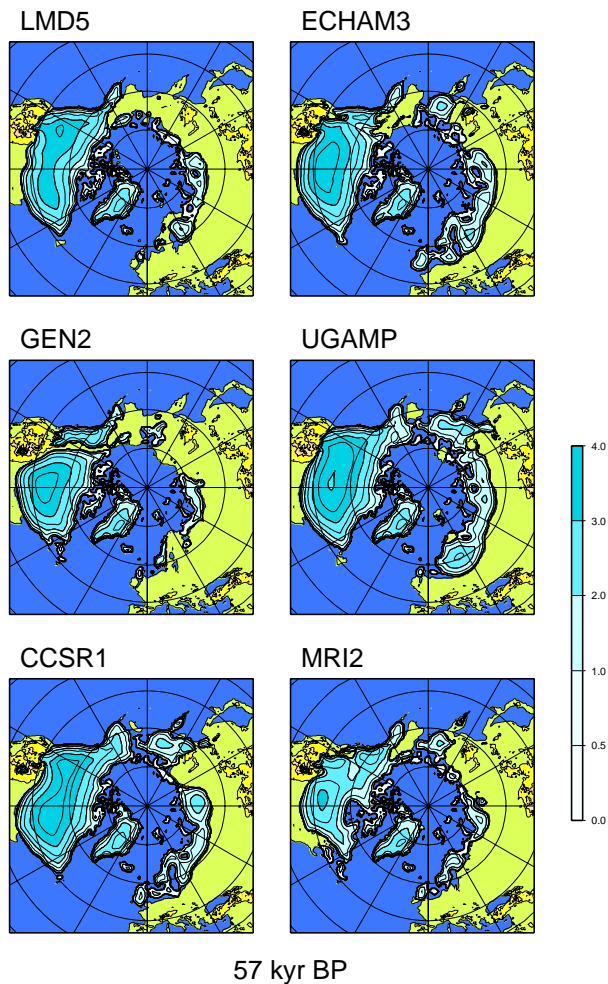 LMD5
ECHAM3
GEN2
UGAMP
CCSR1
MRI2
4.0
3.0
2.0
1.0
0.5
0.0
57 kyr BP